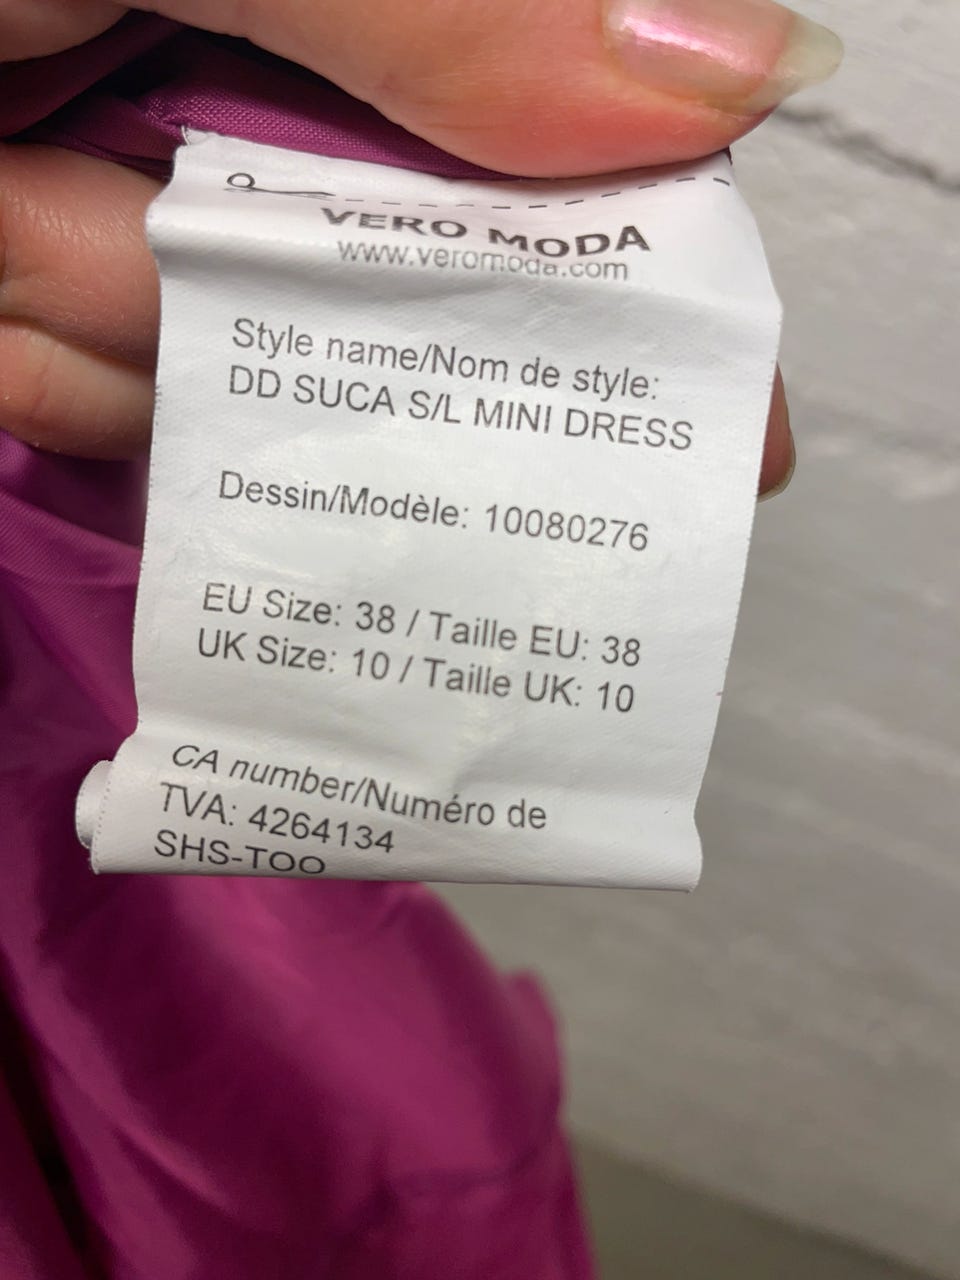 VERO MODA
www.veromoda.com
Style name/Nom de style:
DD SUCA S/L MINI DRESS
Dessin/Modèle: 10080276
EU Size: 38 / Taille EU: 38
UK Size: 10 / Taille UK: 10
CA number/Numéro de
TVA: 4264134
SHS-TOO